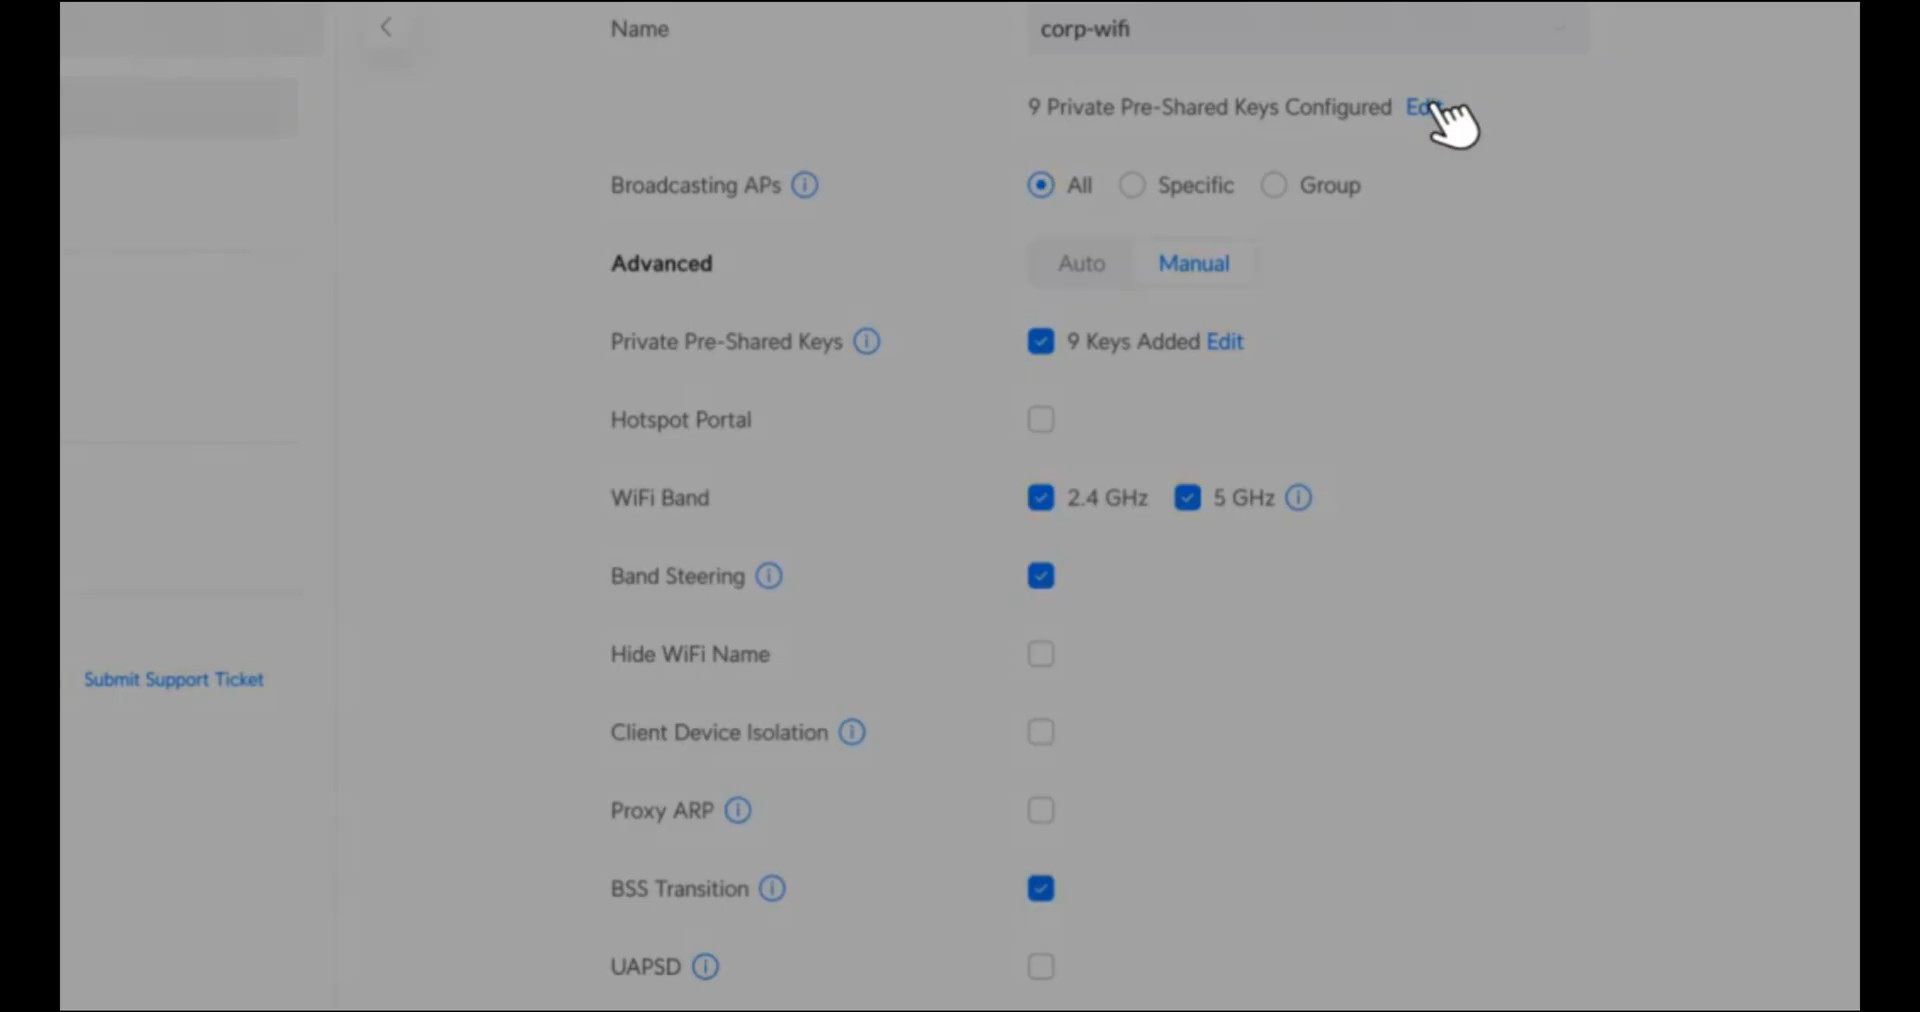 Name
corp-wifi
9 Private Pre-Shared Keys Configured
Broadcasting APs
All Specific Group
Advanced
Auto Manual
Private Pre-Shared Keys
9 Keys Added Edit
Hotspot Portal
WiFi Band
2.4 GHz 5 GHz
Band Steering
Hide WiFi Name
Submit Support Ticket
Client Device Isolation
Proxy ARP
BSS Transition
UAPSD